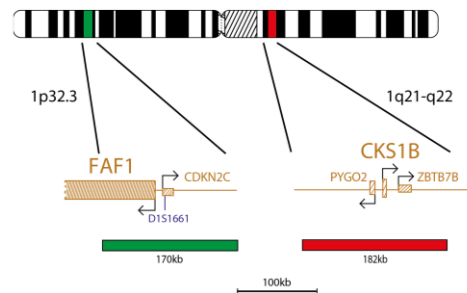 1p32.3
1q21-q22
FAF1
CDKN2C
D1S1661
CKS1B
PYGO2
ZBTB7B
170kb
182kb
100kb